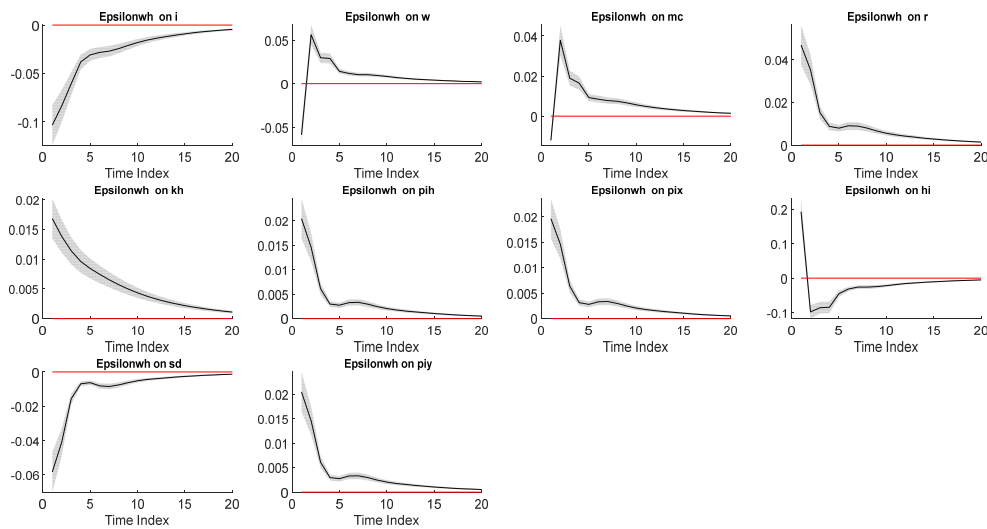 Epsilonwh on i
0
-0.05
-0.1
0 5 10 15 20
Time Index
Epsilonwh on w
0.05
0
-0.05
0 5 10 15 20
Time Index
Epsilonwh on mc
0.04
0.02
0
0 5 10 15 20
Time Index
Epsilonwh on r
0.04
0.02
0
0 5 10 15 20
Time Index
Epsilonwh on kh
0.02
0.015
0.01
0.005
0
0 5 10 15 20
Time Index
Epsilonwh on pih
0.02
0.015
0.01
0.005
0
0 5 10 15 20
Time Index
Epsilonwh on pix
0.02
0.015
0.01
0.005
0
0 5 10 15 20
Time Index
Epsilonwh on hi
0.2
0.1
0
-0.1
0 5 10 15 20
Time Index
Epsilonwh on sd
0
-0.02
-0.04
-0.06
0 5 10 15 20
Time Index
Epsilonwh on piy
0.02
0.015
0.01
0.005
0
0 5 10 15 20
Time Index